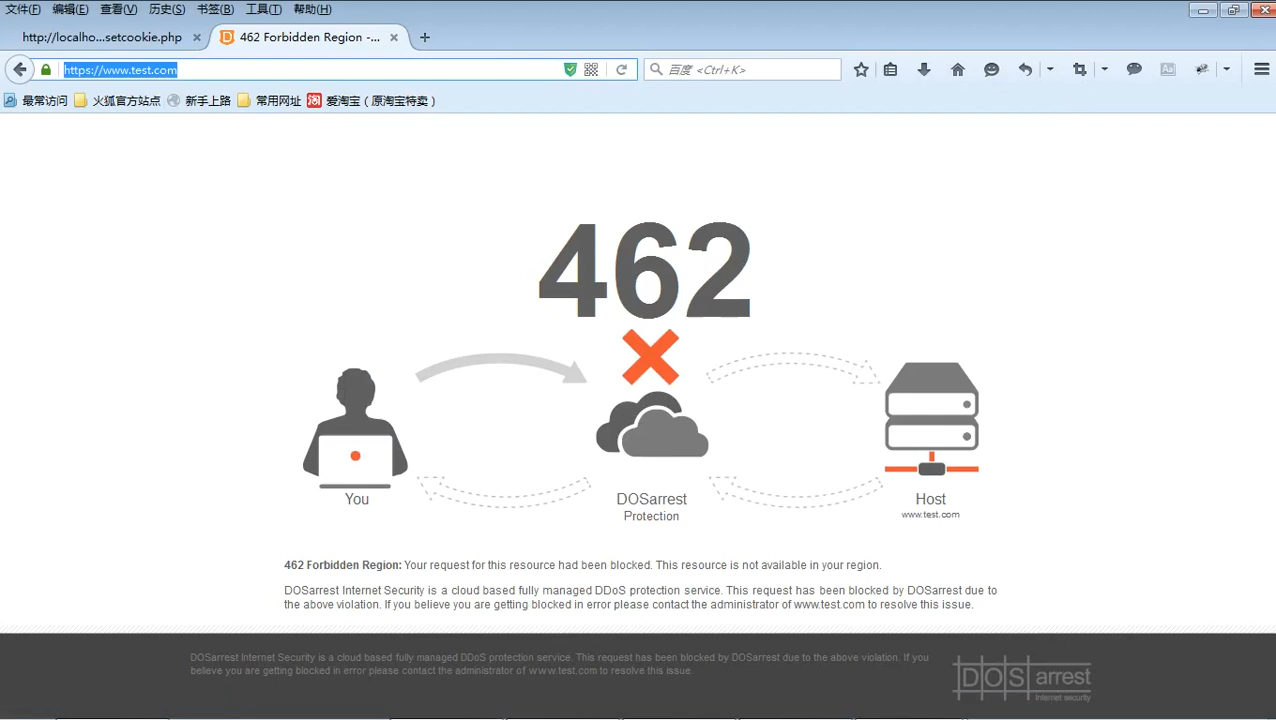 文件(F) 编辑(E) 查看(V) 历史(S) 书签(B) 工具(T) 帮助(H)
http://localho...setcookie.php × 462 Forbidden Region -... × +
https://www.test.com 百度 <Ctrl+K>
最常访问 火狐官方站点 新手上路 常用网址 淘 爱淘宝（原淘宝特卖）
462
You
DOSarrest
Protection
Host
www.test.com
462 Forbidden Region: Your request for this resource had been blocked. This resource is not available in your region.
DOSarrest Internet Security is a cloud based fully managed DDoS protection service. This request has been blocked by DOSarrest due to
the above violation. If you believe you are getting blocked in error please contact the administrator of www.test.com to resolve this issue.
DOSarrest Internet Security is a cloud based fully managed DDoS protection service. This request has been blocked by DOSarrest due to the above violation. If you
believe you are getting blocked in error please contact the administrator of www.test.com to resolve this issue.
DOSarrest
Internet security